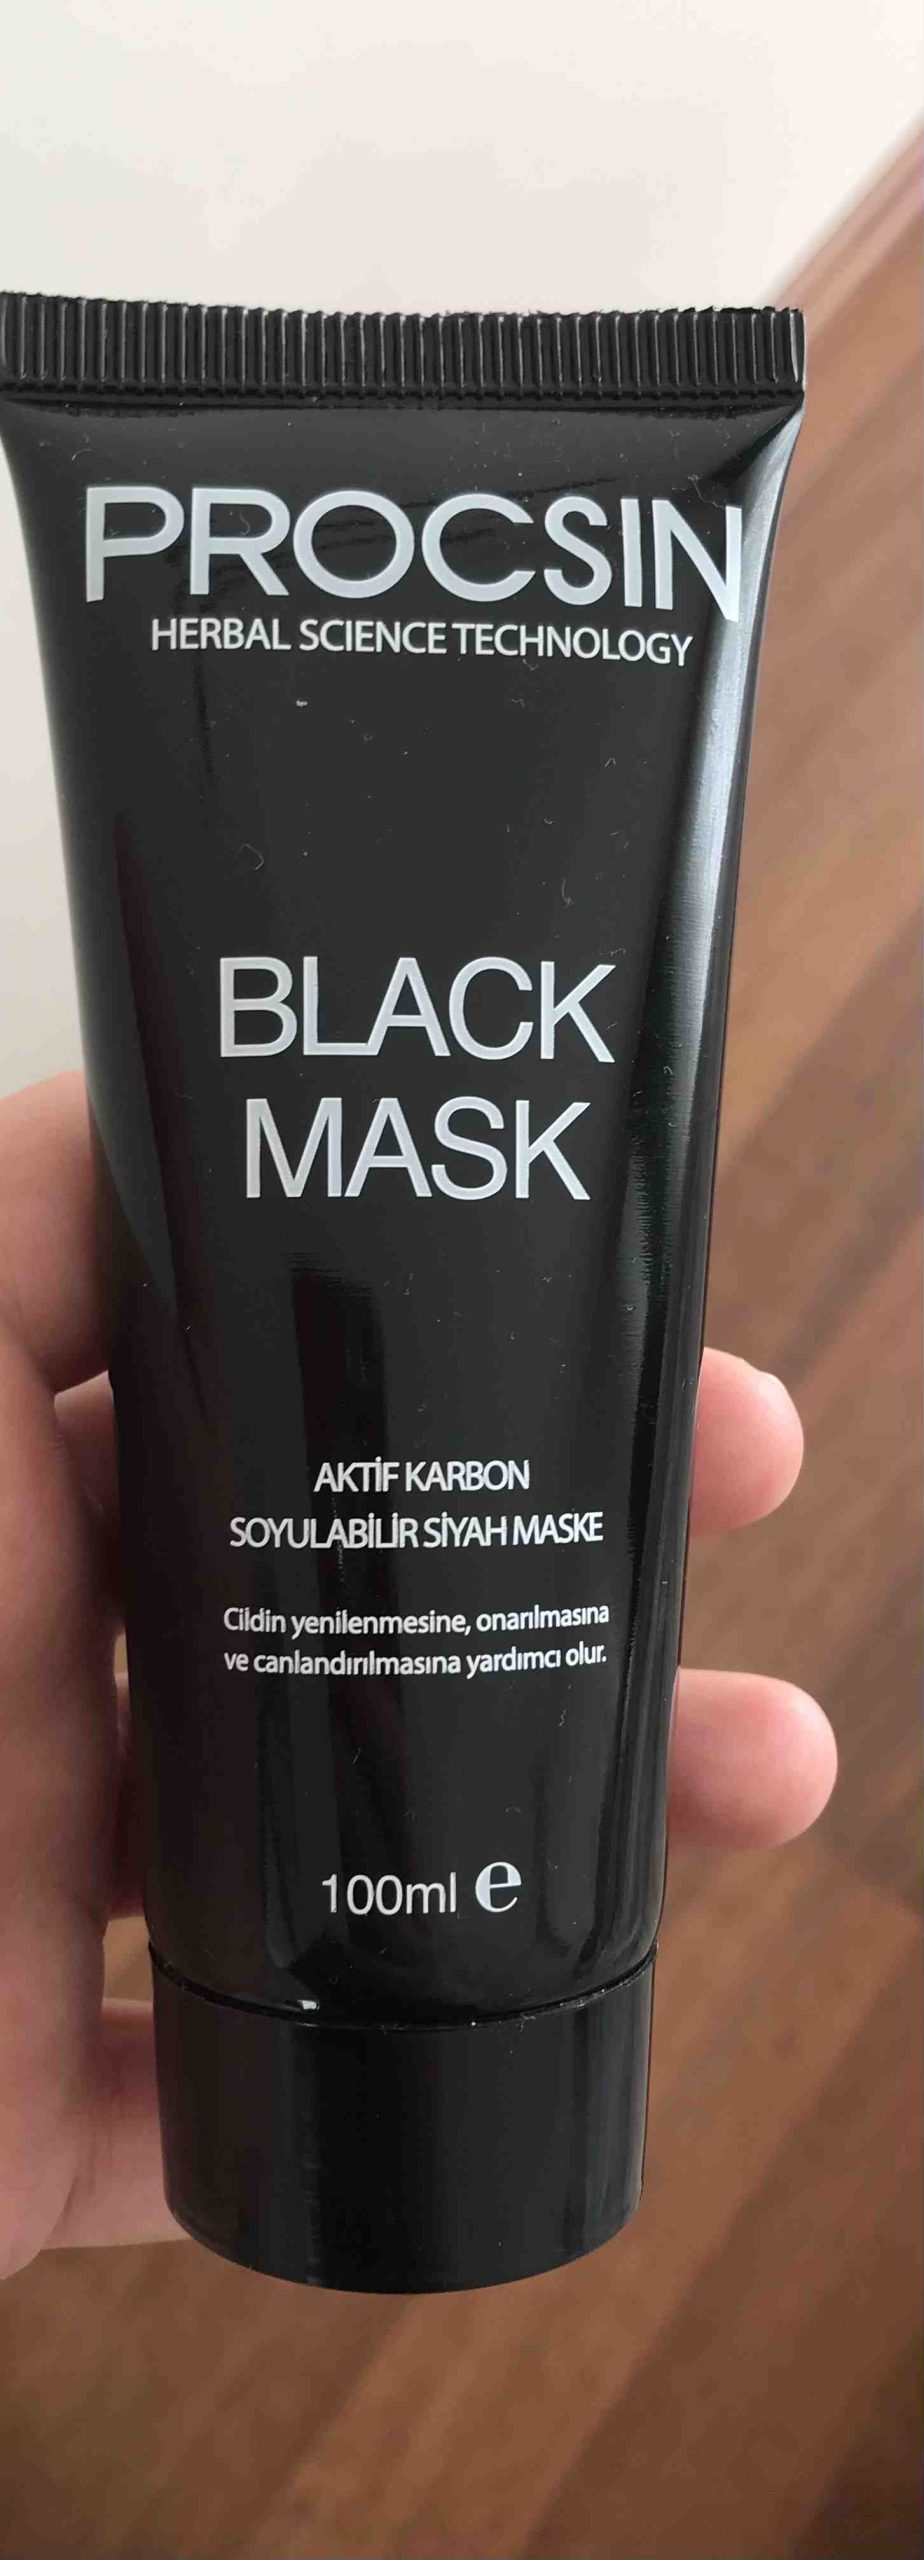 PROCSIN
HERBAL SCIENCE TECHNOLOGY
BLACK
MASK
AKTİF KARBON
SOYULABİLİR SİYAH MASKE
Cildin yenilenmesine, onarılmasına
ve canlandırılmasına yardımcı olur.
100ml ℮